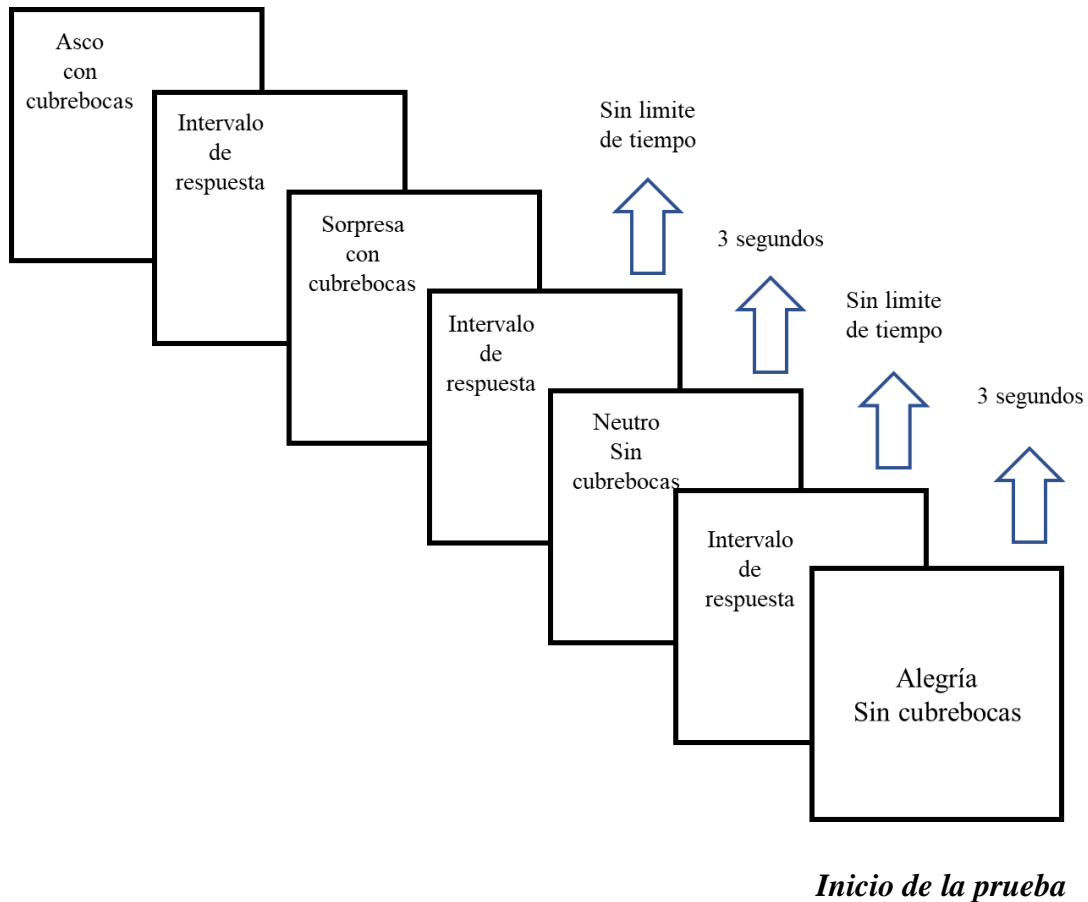 Asco
con
cubrebocas
Intervalo
de
respuesta
Sorpresa
con
cubrebocas
Intervalo
de
respuesta
Neutro
Sin
cubrebocas
Intervalo
de
respuesta
Alegría
Sin cubrebocas
Sin limite
de tiempo
3 segundos
Sin limite
de tiempo
3 segundos
Inicio de la prueba